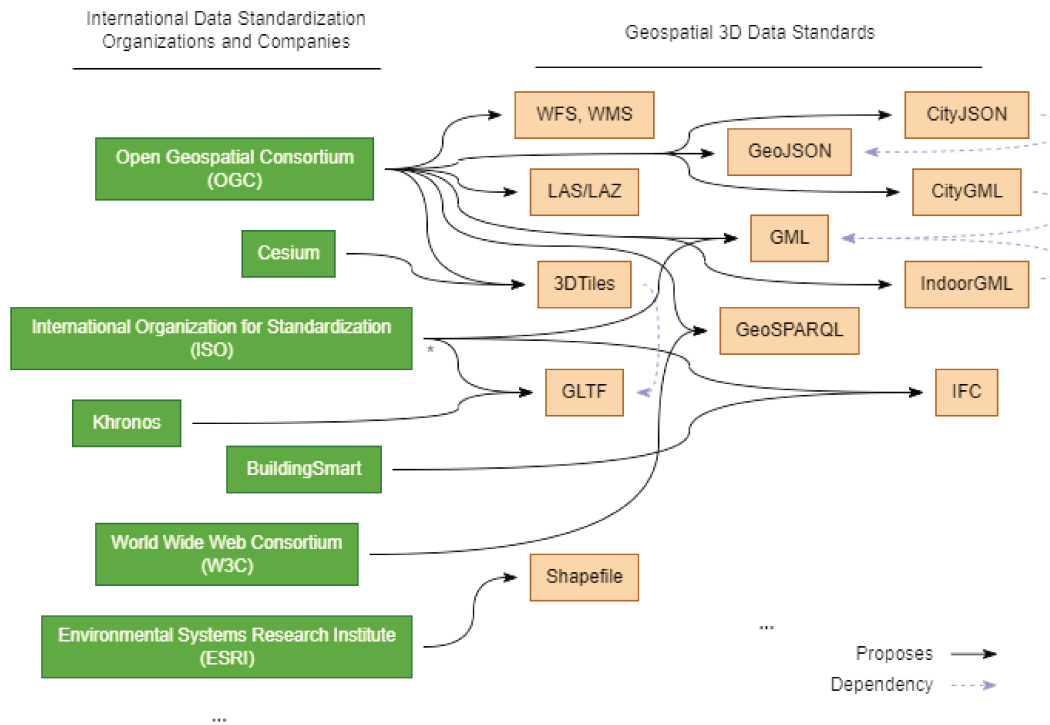 International Data Standardization
Organizations and Companies
Geospatial 3D Data Standards
WFS, WMS
CityJSON
Open Geospatial Consortium
(OGC)
GeoJSON
LAS/LAZ
CityGML
GML
Cesium
3DTiles
IndoorGML
International Organization for Standardization
(ISO)
*
GeoSPARQL
GLTF
IFC
Khronos
BuildingSmart
World Wide Web Consortium
(W3C)
Shapefile
Environmental Systems Research Institute
(ESRI)
...
Proposes
Dependency
...